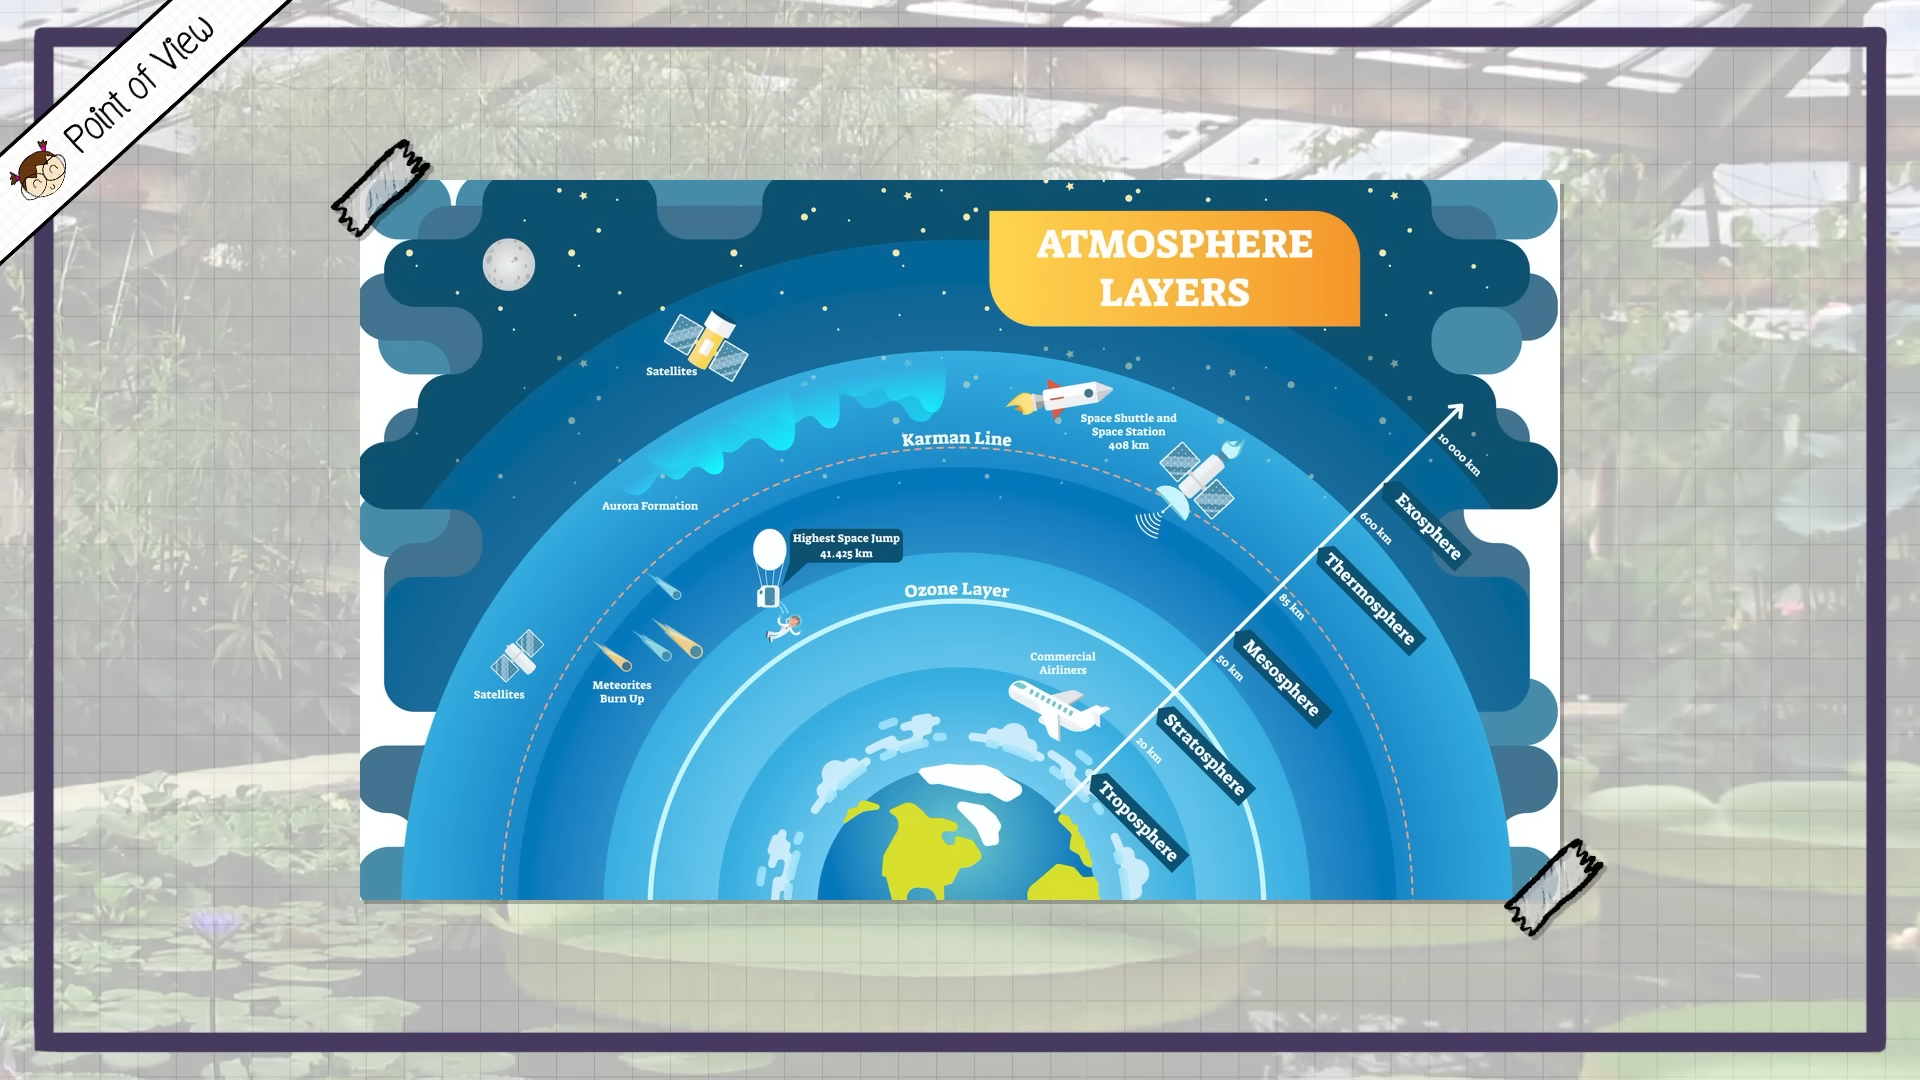 Point of View
ATMOSPHERE
LAYERS
Satellites
Space Shuttle and
Space Station
408 km
Karman Line
10 000 km
Aurora Formation
Exosphere
600 km
Highest Space Jump
41.425 km
Thermosphere
Ozone Layer
85 km
Commercial
Airliners
Mesosphere
50 km
Meteorites
Burn Up
Satellites
Stratosphere
20 km
Troposphere